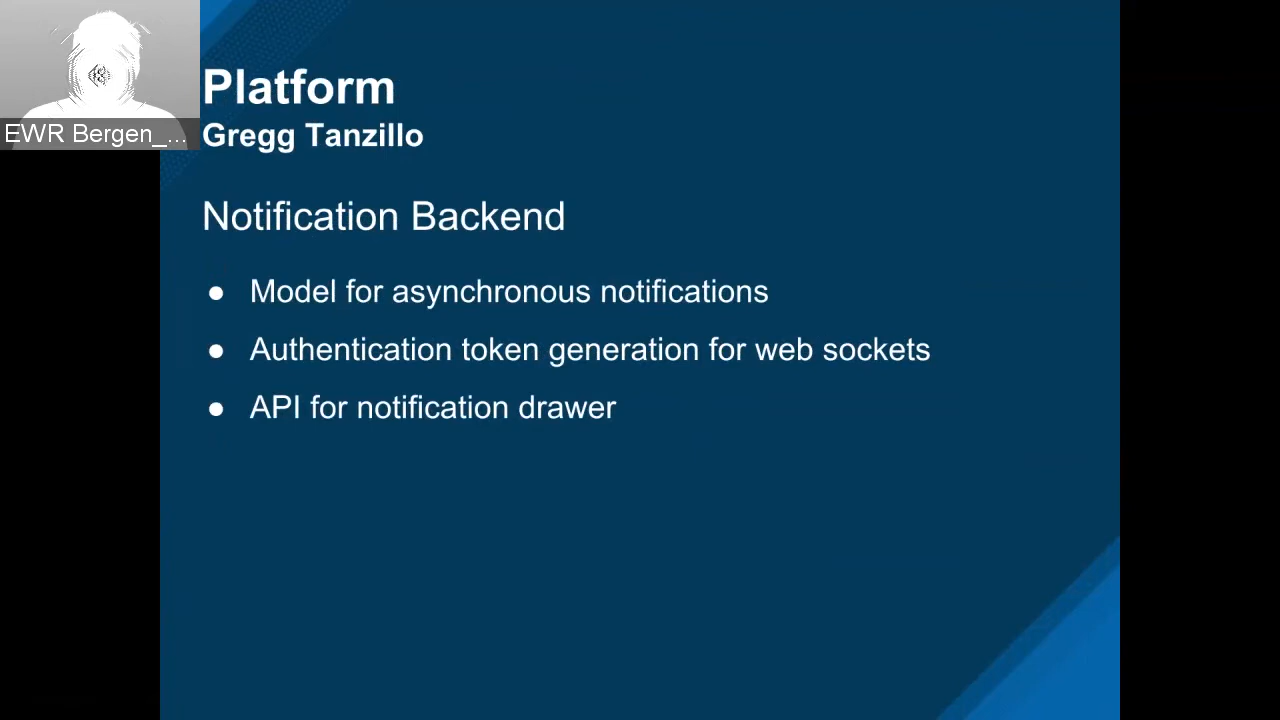 EWR Bergen_...
Platform
Gregg Tanzillo
Notification Backend
● Model for asynchronous notifications
● Authentication token generation for web sockets
● API for notification drawer